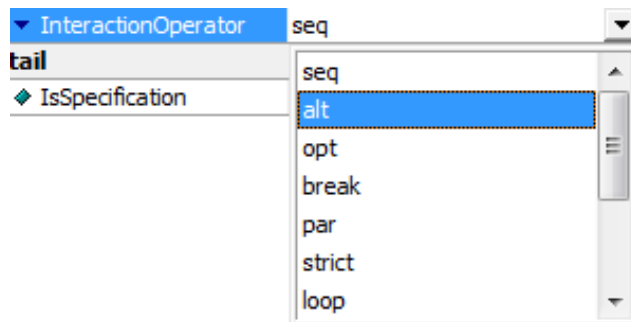 InteractionOperator seq
tail
seq
IsSpecification
alt
opt
break
par
strict
loop